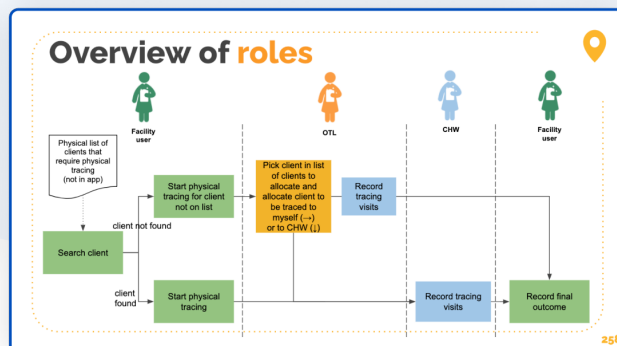 Overview of roles
Facility
user
OTL
CHW
Facility
user
Physical list of
clients that
require physical
tracing
(not in app)
Start physical
tracing for client
not on list
Pick client in list
of clients to
allocate and
allocate client to
be traced to
myself (→)
or to CHW (↓)
Record
tracing
visits
client not found
Search client
client
found
Start physical
tracing
Record tracing
visits
Record final
outcome
258